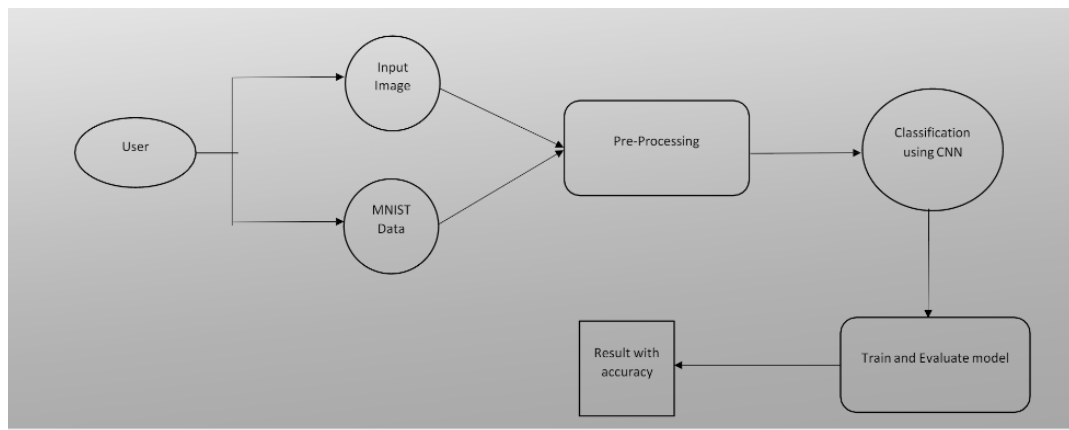 User
Input
Image
MNIST
Data
Pre-Processing
Classification
using CNN
Train and Evaluate model
Result with
accuracy